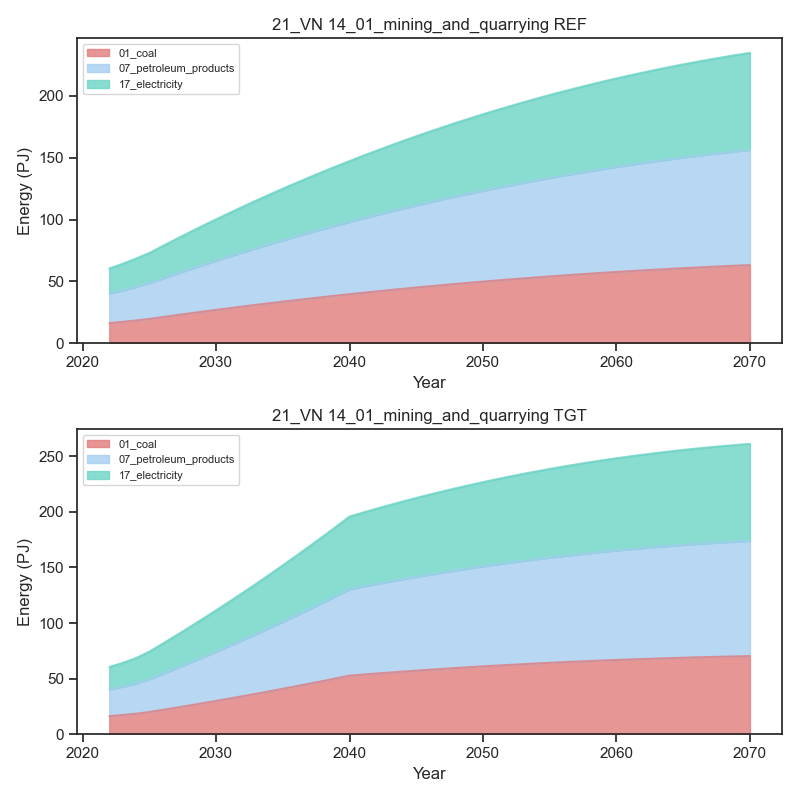 21_VN 14_01_mining_and_quarrying REF
01_coal
07_petroleum_products
17_electricity
200
150
100
50
0
Energy (PJ)
2020 2030 2040 2050 2060 2070
Year
21_VN 14_01_mining_and_quarrying TGT
01_coal
07_petroleum_products
17_electricity
250
200
150
100
50
0
Energy (PJ)
2020 2030 2040 2050 2060 2070
Year